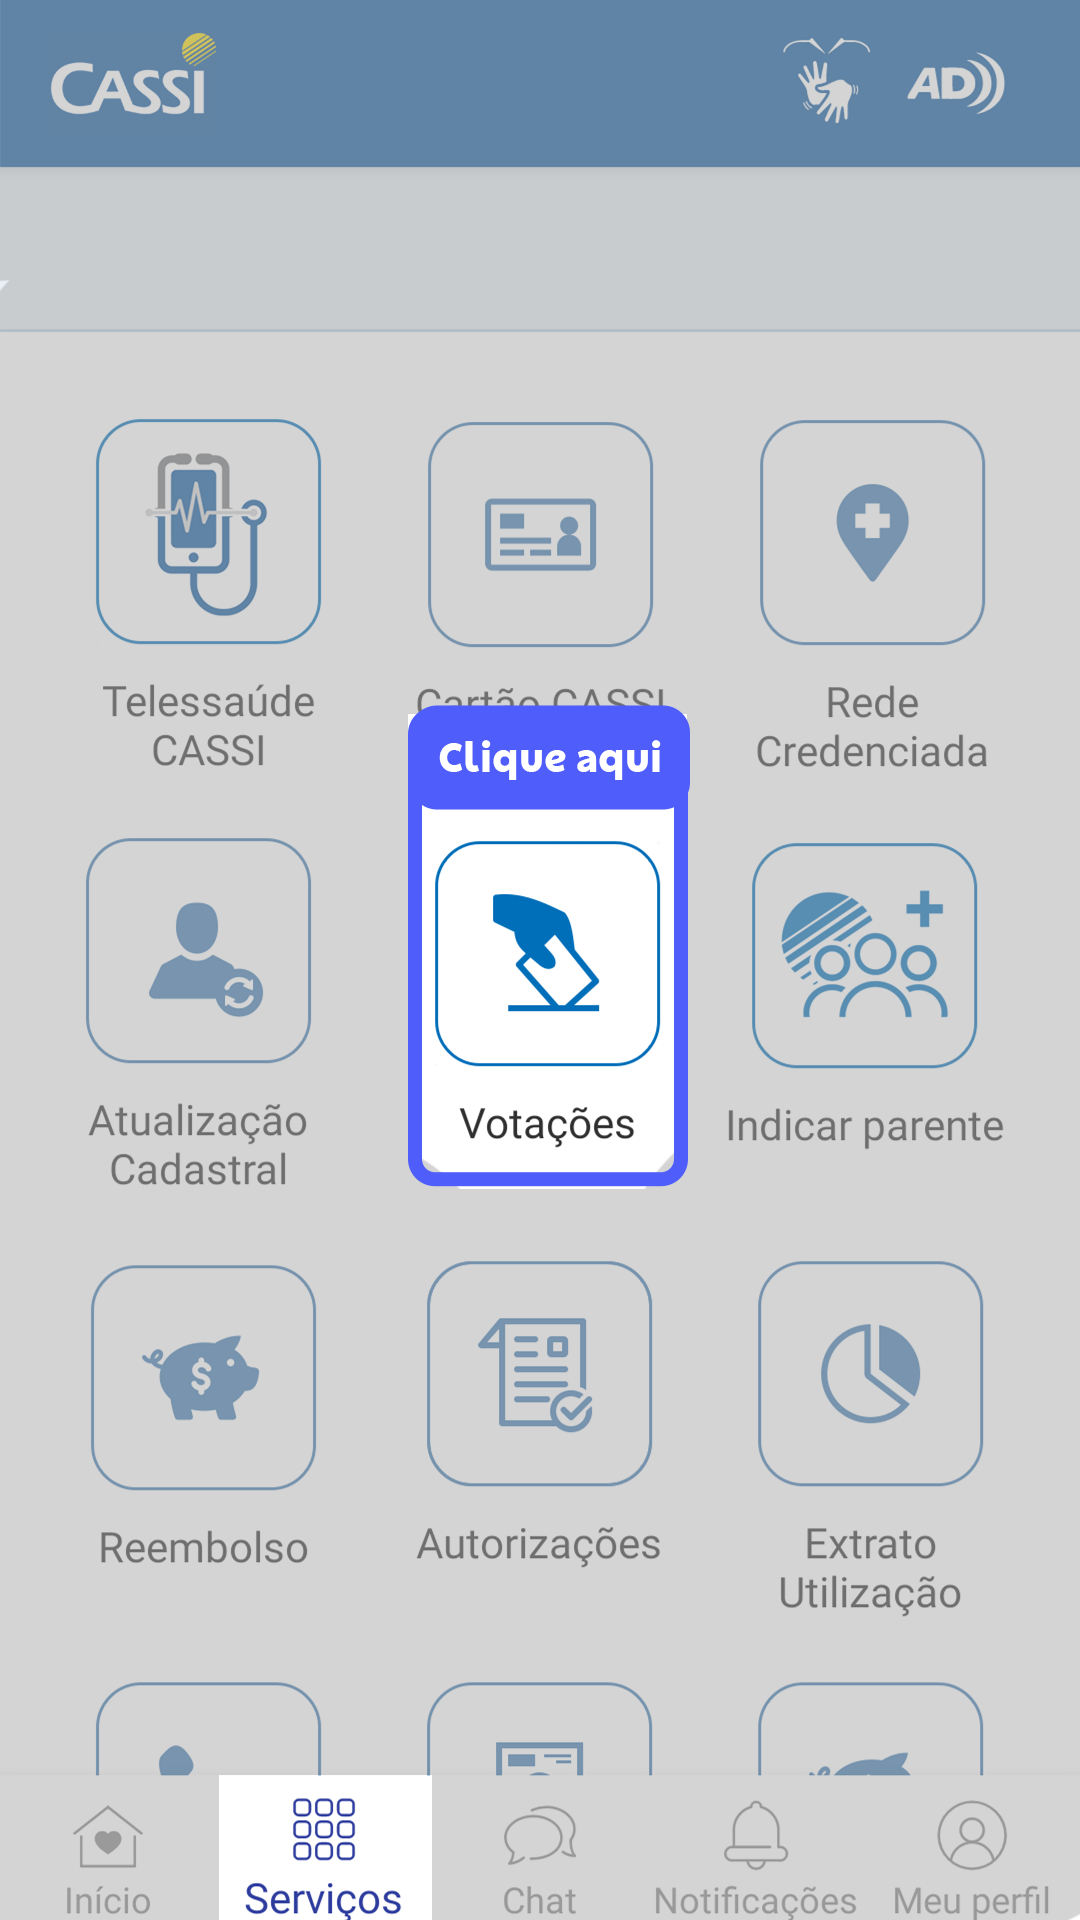 CASSI
AD
Telessaúde
CASSI
Cartão CASSI
Rede
Credenciada
Clique aqui
Atualização
Cadastral
Votações
Indicar parente
Reembolso
Autorizações
Extrato
Utilização
Início
Serviços
Chat
Notificações
Meu perfil